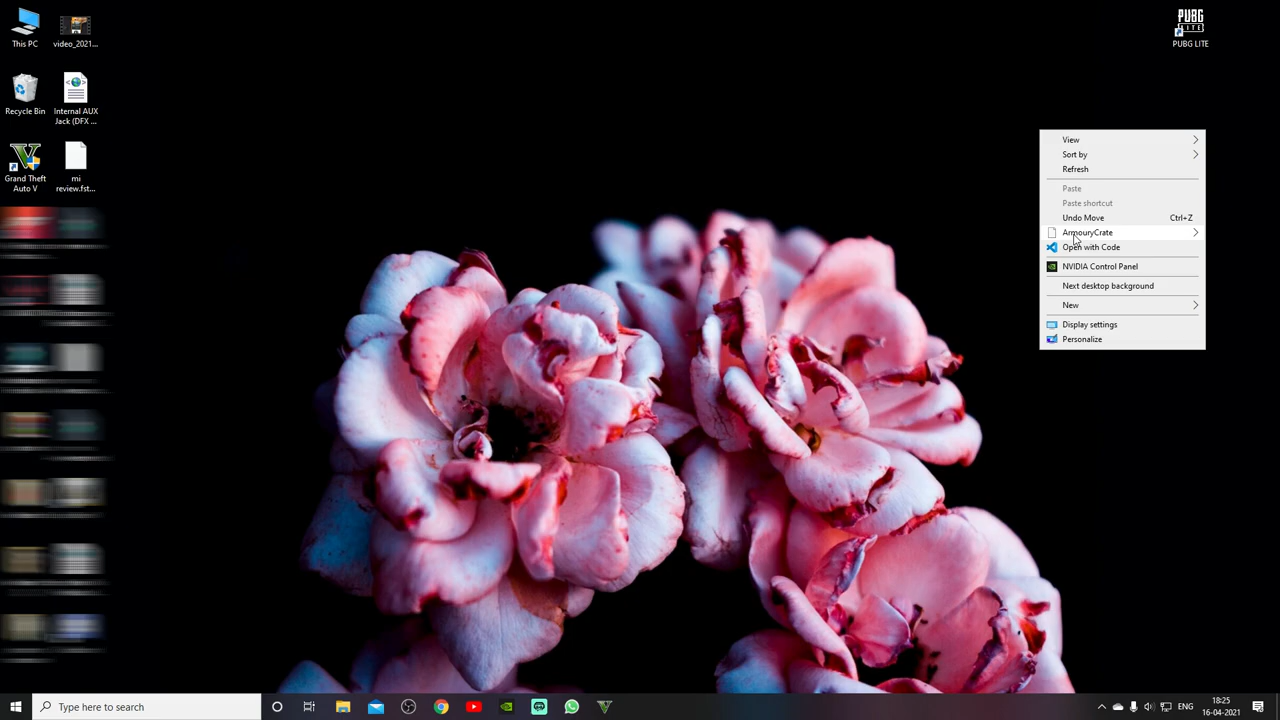 This PC
video_2021...
Recycle Bin
Internal AUX
Jack (DFX ...
Grand Theft
Auto V
mi
review.fst...
PUBG
LITE
PUBG LITE
View
Sort by
Refresh
Paste
Paste shortcut
Undo Move Ctrl+Z
ArmouryCrate
Open with Code
NVIDIA Control Panel
Next desktop background
New
Display settings
Personalize
Type here to search
ENG
18:25
16-04-2021